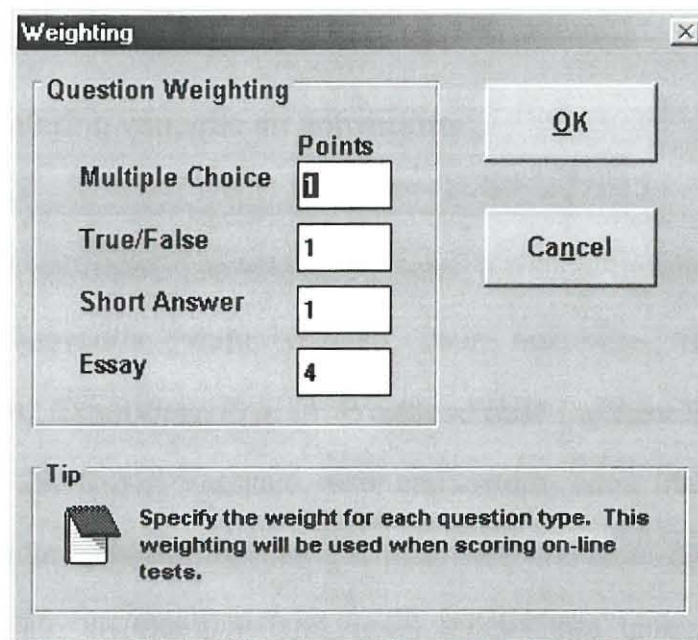 Weighting
Question Weighting
Points
Multiple Choice 1
True/False 1
Short Answer 1
Essay 4
OK
Cancel
Tip
Specify the weight for each question type. This
weighting will be used when scoring on-line
tests.